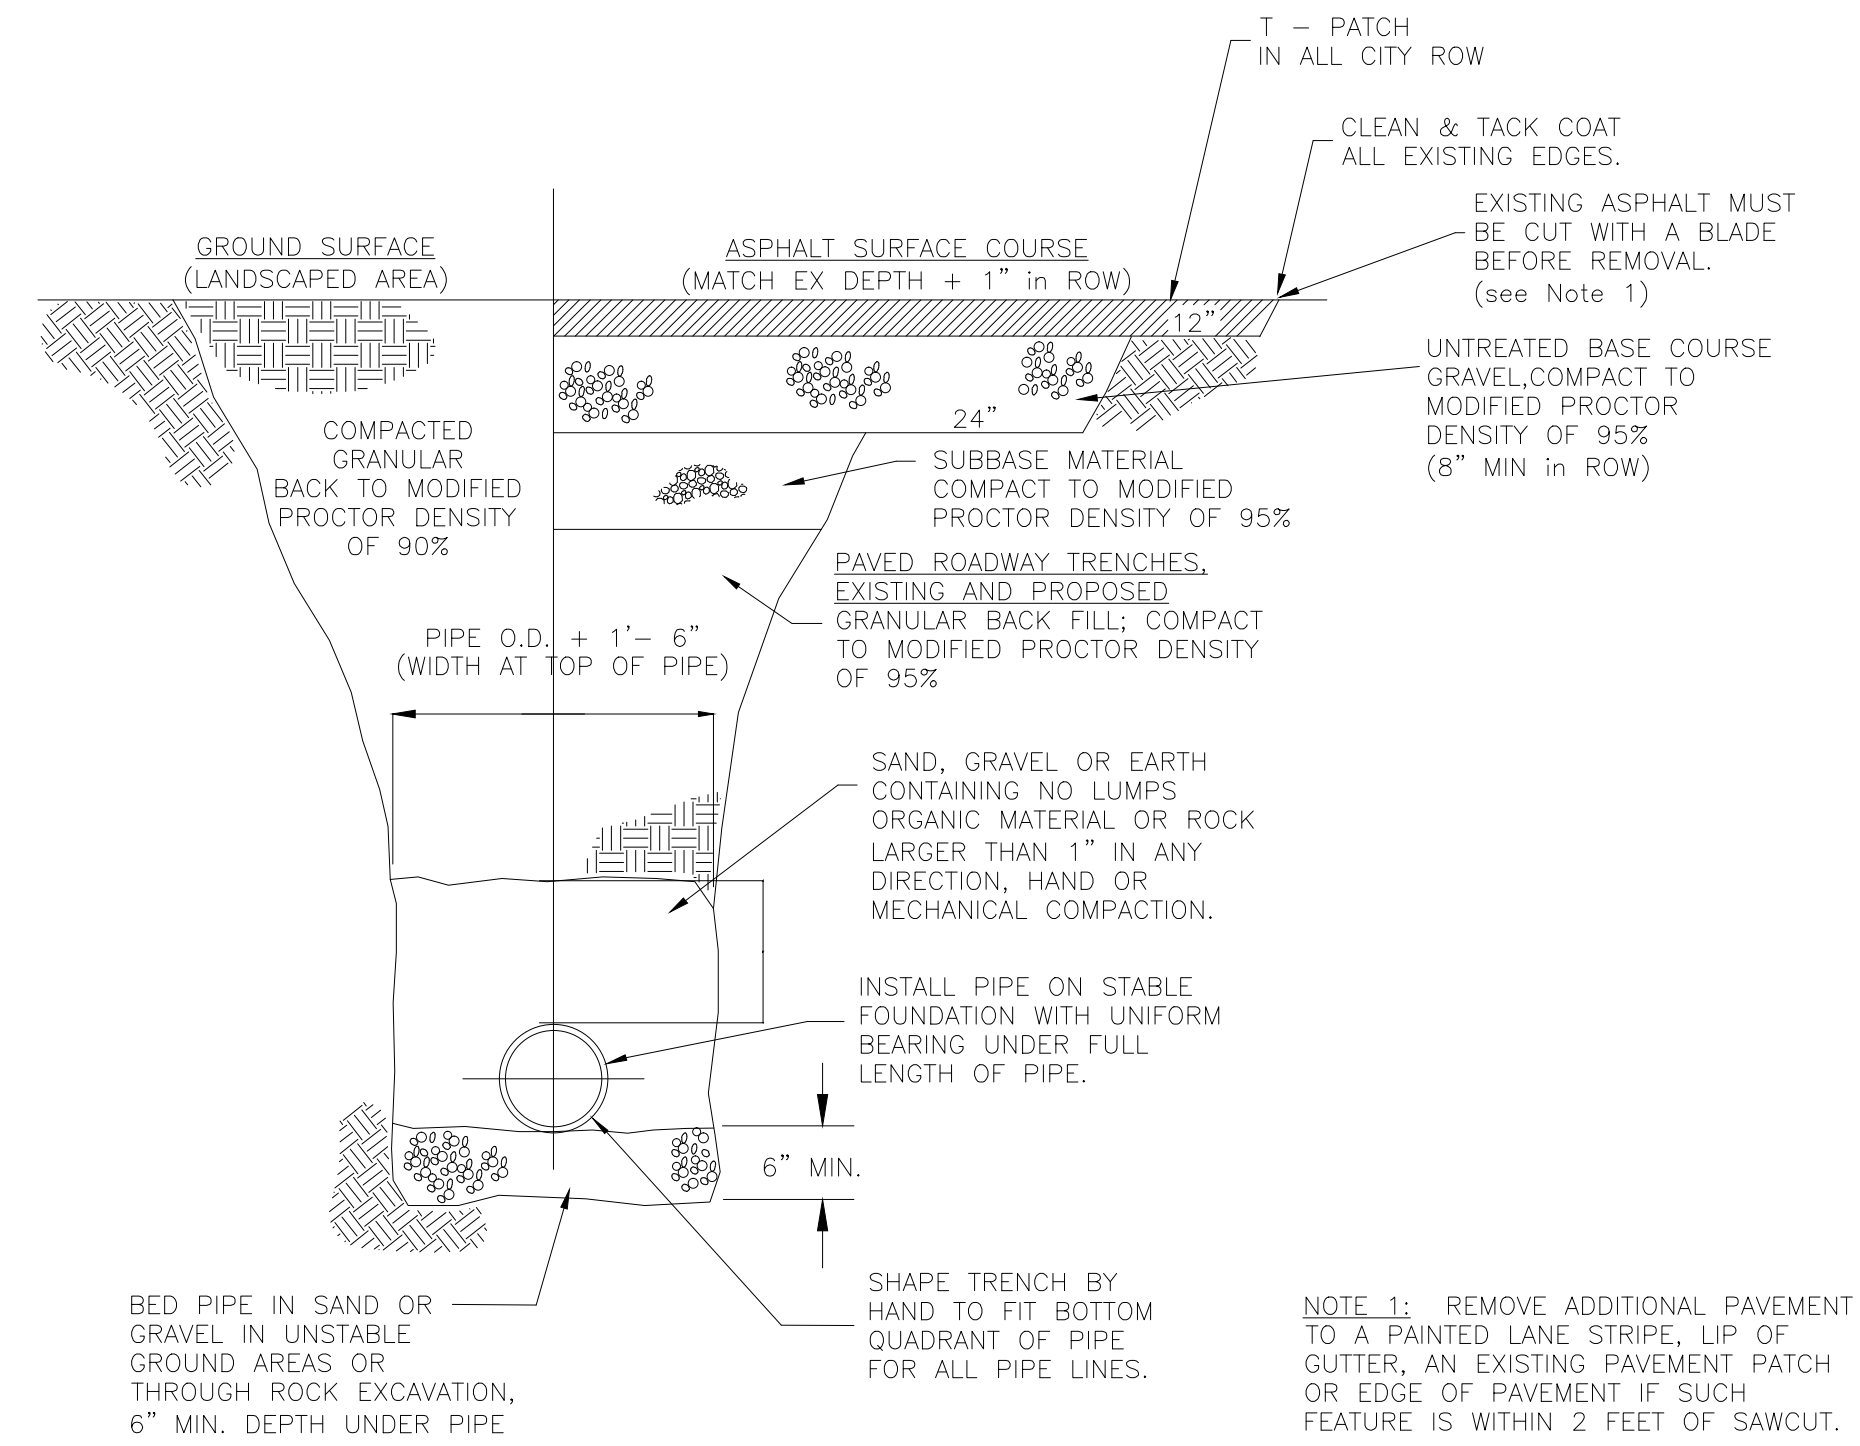 T - PATCH
IN ALL CITY ROW
CLEAN & TACK COAT
ALL EXISTING EDGES.
EXISTING ASPHALT MUST
BE CUT WITH A BLADE
BEFORE REMOVAL.
(see Note 1)
GROUND SURFACE
(LANDSCAPED AREA)
ASPHALT SURFACE COURSE
(MATCH EX DEPTH + 1" in ROW)
12"
UNTREATED BASE COURSE
GRAVEL,COMPACT TO
MODIFIED PROCTOR
DENSITY OF 95%
(8" MIN in ROW)
24"
COMPACTED
GRANULAR
BACK TO MODIFIED
PROCTOR DENSITY
OF 90%
SUBBASE MATERIAL
COMPACT TO MODIFIED
PROCTOR DENSITY OF 95%
PAVED ROADWAY TRENCHES,
EXISTING AND PROPOSED
GRANULAR BACK FILL; COMPACT
TO MODIFIED PROCTOR DENSITY
OF 95%
PIPE O.D. + 1'- 6"
(WIDTH AT TOP OF PIPE)
SAND, GRAVEL OR EARTH
CONTAINING NO LUMPS
ORGANIC MATERIAL OR ROCK
LARGER THAN 1" IN ANY
DIRECTION, HAND OR
MECHANICAL COMPACTION.
INSTALL PIPE ON STABLE
FOUNDATION WITH UNIFORM
BEARING UNDER FULL
LENGTH OF PIPE.
6" MIN.
SHAPE TRENCH BY
HAND TO FIT BOTTOM
QUADRANT OF PIPE
FOR ALL PIPE LINES.
BED PIPE IN SAND OR
GRAVEL IN UNSTABLE
GROUND AREAS OR
THROUGH ROCK EXCAVATION,
6" MIN. DEPTH UNDER PIPE
NOTE 1: REMOVE ADDITIONAL PAVEMENT
TO A PAINTED LANE STRIPE, LIP OF
GUTTER, AN EXISTING PAVEMENT PATCH
OR EDGE OF PAVEMENT IF SUCH
FEATURE IS WITHIN 2 FEET OF SAWCUT.